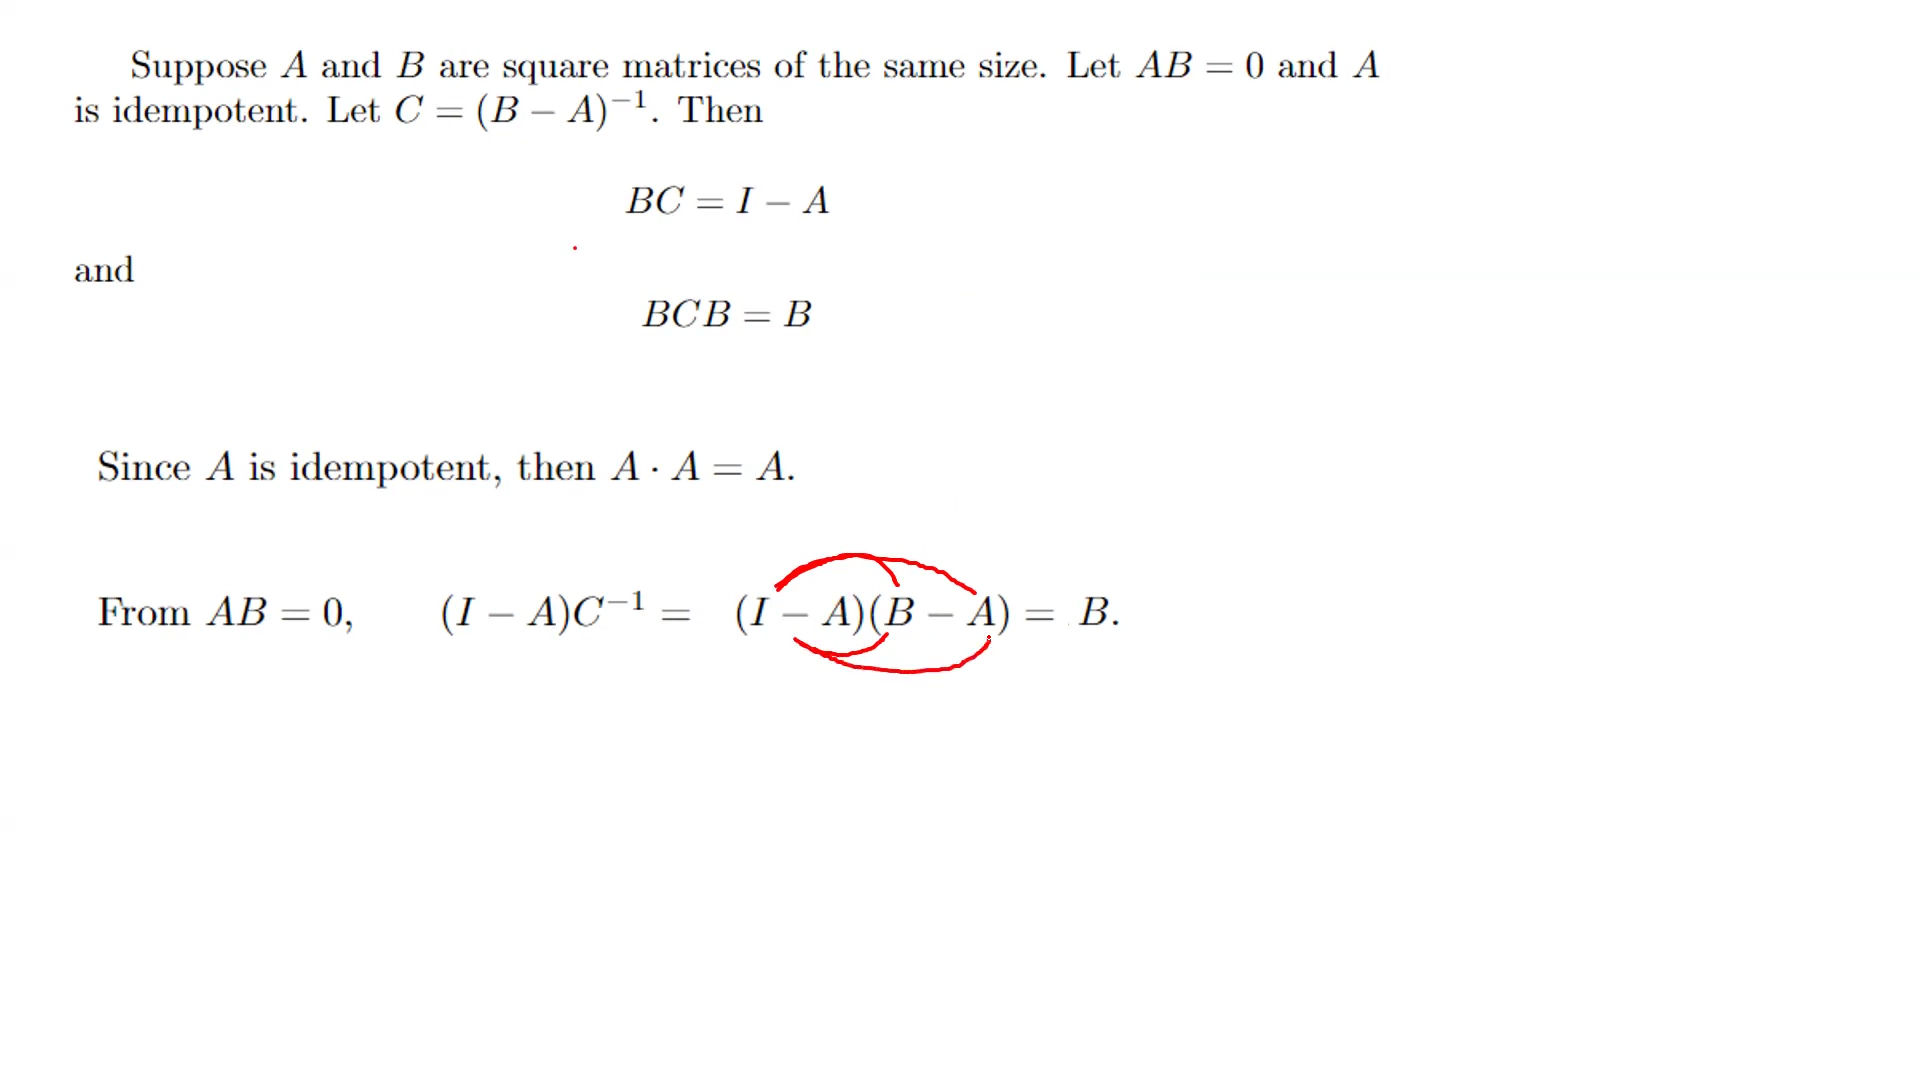 Suppose A and B are square matrices of the same size. Let AB = 0 and A
is idempotent. Let C = (B − A)⁻¹. Then
BC = I − A
and
BCB = B
Since A is idempotent, then A · A = A.
From AB = 0, (I − A)C⁻¹ = (I − A)(B − A) = B.